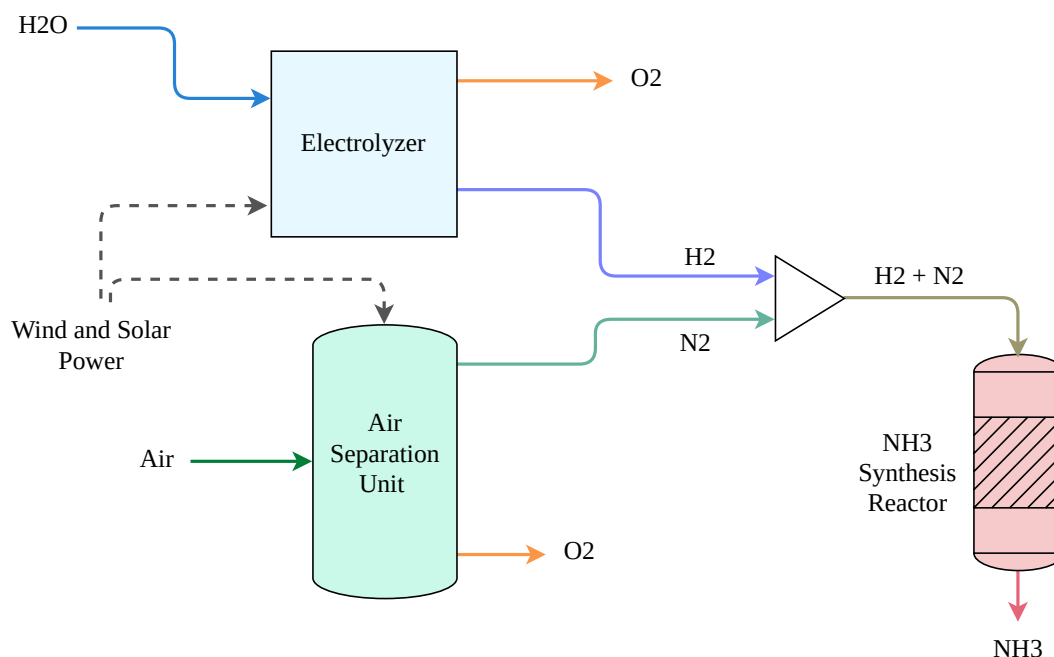 H2O
O2
Electrolyzer
H2
H2 + N2
Wind and Solar
Power
N2
Air
Separation
Unit
Air
NH3
Synthesis
Reactor
O2
NH3